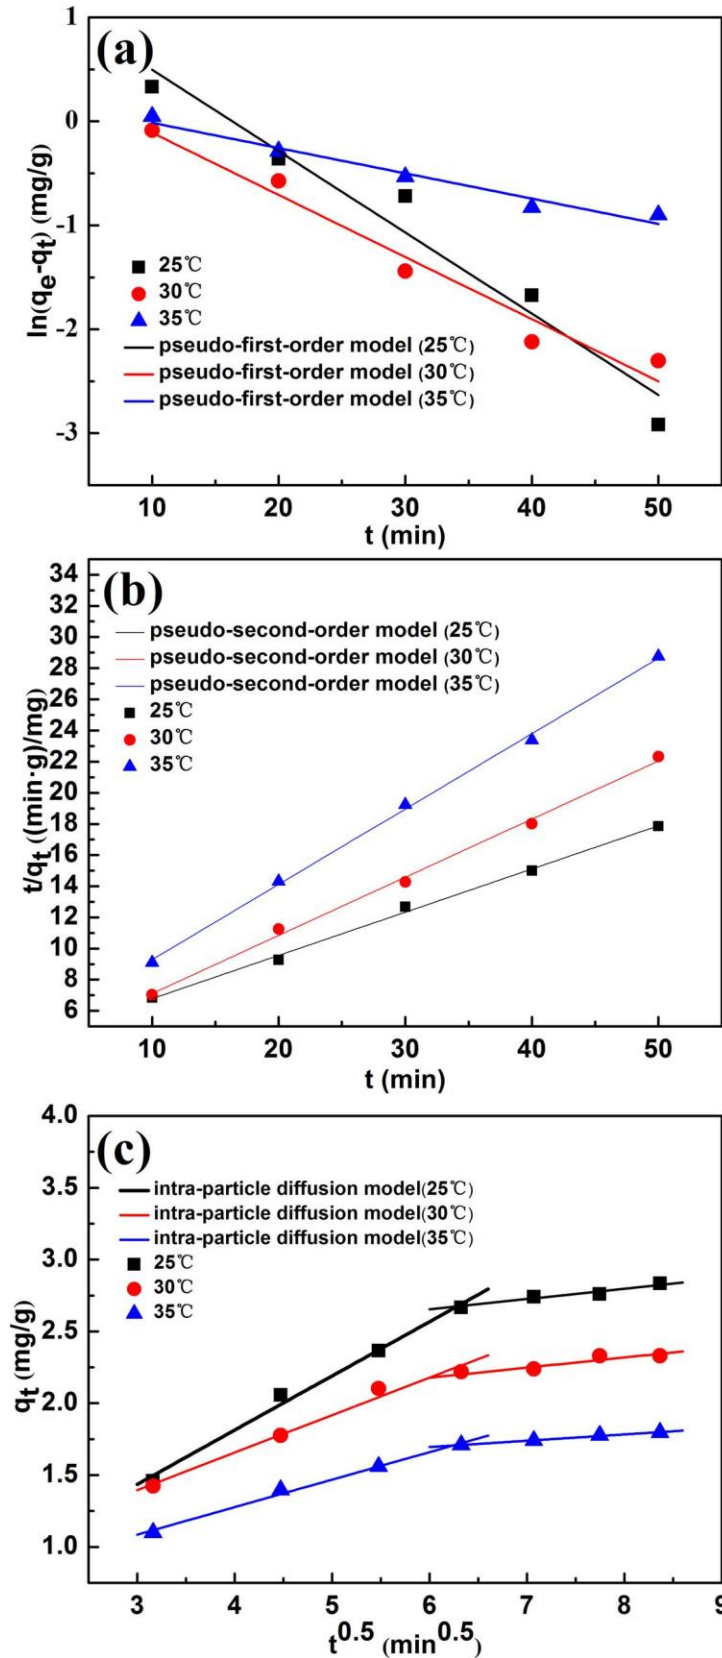 (a)
1
0
-1
-2
-3
ln(qe-qt) (mg/g)
25℃
30℃
35℃
pseudo-first-order model (25℃)
pseudo-first-order model (30℃)
pseudo-first-order model (35℃)
10 20 30 40 50
t (min)
(b)
34
32
30
28
26
24
22
20
18
16
14
12
10
8
6
t/qt ((min·g)/mg)
pseudo-second-order model (25℃)
pseudo-second-order model (30℃)
pseudo-second-order model (35℃)
25℃
30℃
35℃
10 20 30 40 50
t (min)
(c)
4.0
3.5
3.0
2.5
2.0
1.5
1.0
qt (mg/g)
intra-particle diffusion model(25℃)
intra-particle diffusion model(30℃)
intra-particle diffusion model(35℃)
25℃
30℃
35℃
3 4 5 6 7 8 9
t0.5 (min0.5)